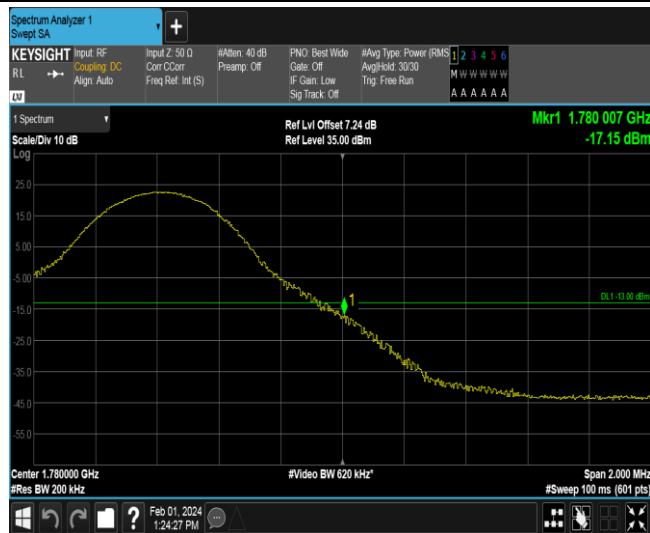 Spectrum Analyzer 1
Swept SA
+
KEYSIGHT
RL
LXI
Input: RF
Coupling: DC
Align: Auto
Input Z: 50 Ω
Corr CCorr
Freq Ref: Int (S)
#Atten: 40 dB
Preamp: Off
PNO: Best Wide
Gate: Off
IF Gain: Low
Sig Track: Off
#Avg Type: Power (RMS
Avg|Hold: 30/30
Trig: Free Run
1 2 3 4 5 6
M W W W W W
A A A A A A
1 Spectrum
Scale/Div 10 dB
Log
Ref Lvl Offset 7.24 dB
Ref Level 35.00 dBm
Mkr1 1.780 007 GHz
-17.15 dBm
25.0
15.0
5.00
-5.00
-15.0
-25.0
-35.0
-45.0
-55.0
1
DL1 -13.00 dBm
Center 1.780000 GHz
#Res BW 200 kHz
#Video BW 620 kHz*
Span 2.000 MHz
#Sweep 100 ms (601 pts)
?
Feb 01, 2024
1:24:27 PM